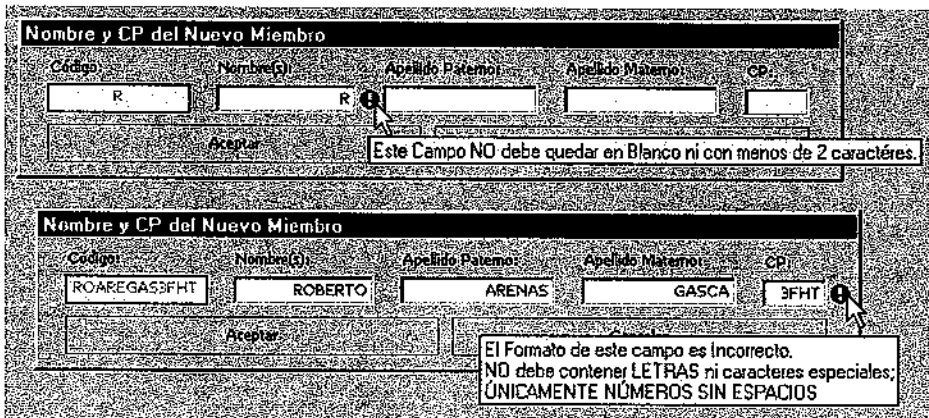 Nombre y CP del Nuevo Miembro
Código: Nombre(s): Apellido Paterno: Apellido Materno: CP:
R R
Aceptar
Este Campo NO debe quedar en Blanco ni con menos de 2 caractéres.
Nombre y CP del Nuevo Miembro
Código: Nombre(s): Apellido Paterno: Apellido Materno: CP:
ROAREGAS3FHT ROBERTO ARENAS GASCA 3FHT
Aceptar
El Formato de este campo es Incorrecto.
NO debe contener LETRAS ni caracteres especiales;
ÚNICAMENTE NÚMEROS SIN ESPACIOS